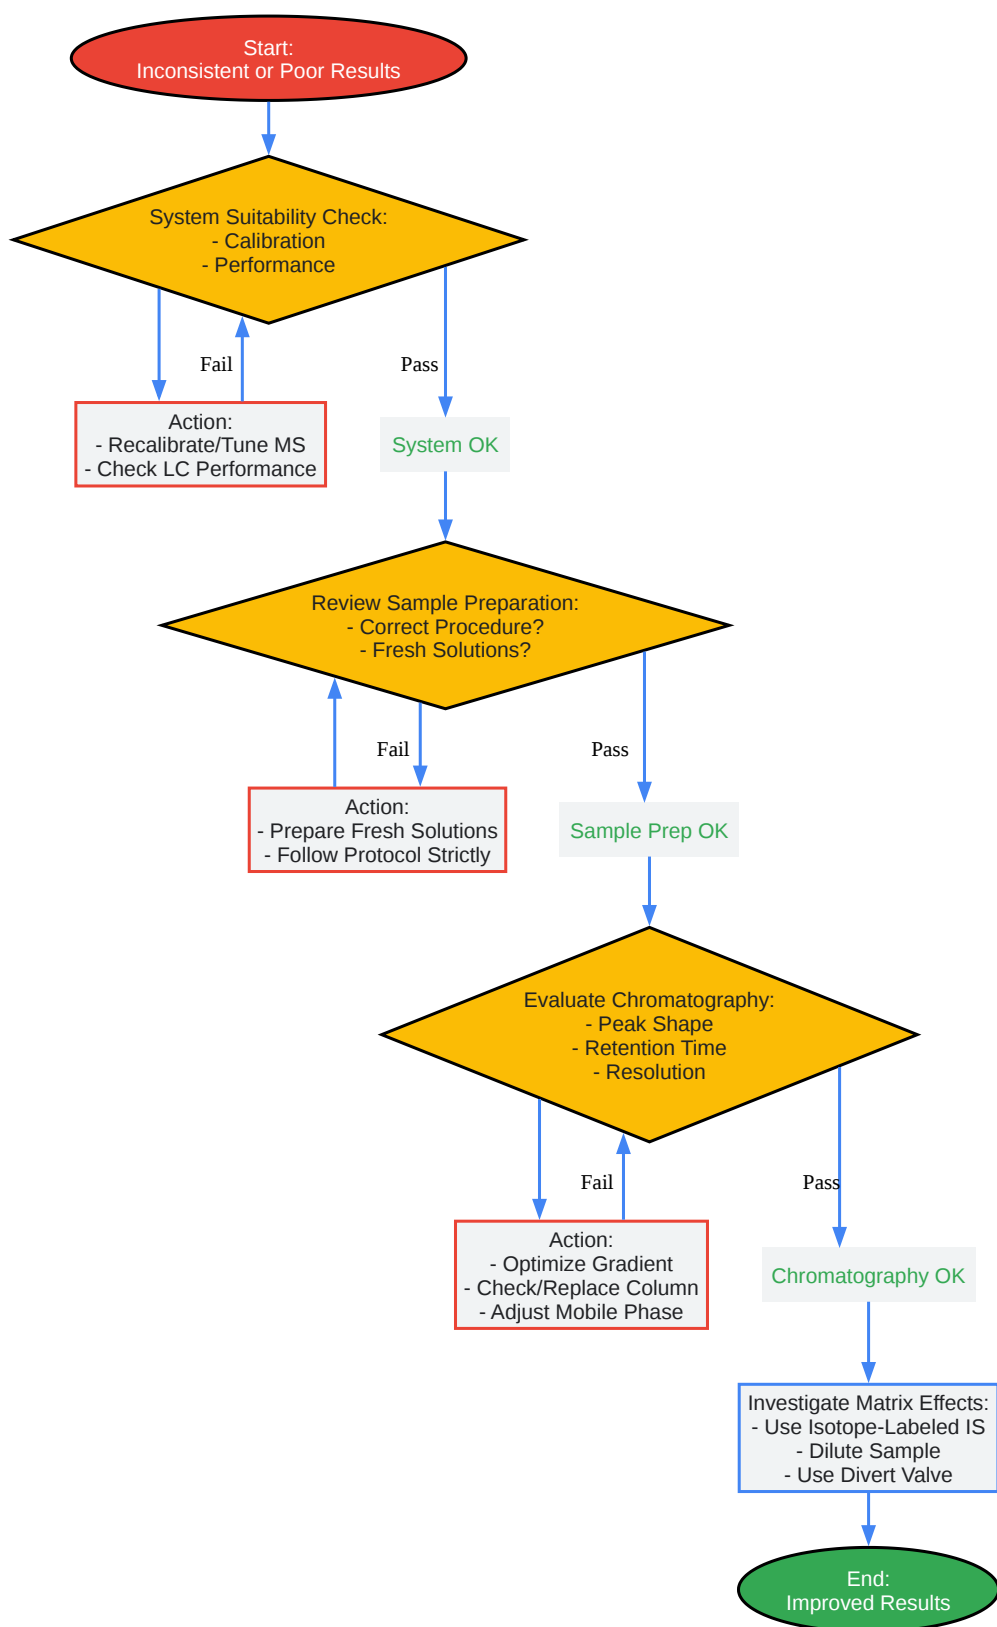 Start:
Inconsistent or Poor Results
System Suitability Check:
- Calibration
- Performance
Fail
Pass
Action:
- Recalibrate/Tune MS
- Check LC Performance
System OK
Review Sample Preparation:
- Correct Procedure?
- Fresh Solutions?
Fail
Pass
Action:
- Prepare Fresh Solutions
- Follow Protocol Strictly
Sample Prep OK
Evaluate Chromatography:
- Peak Shape
- Retention Time
- Resolution
Fail
Pass
Action:
- Optimize Gradient
- Check/Replace Column
- Adjust Mobile Phase
Chromatography OK
Investigate Matrix Effects:
- Use Isotope-Labeled IS
- Dilute Sample
- Use Divert Valve
End:
Improved Results